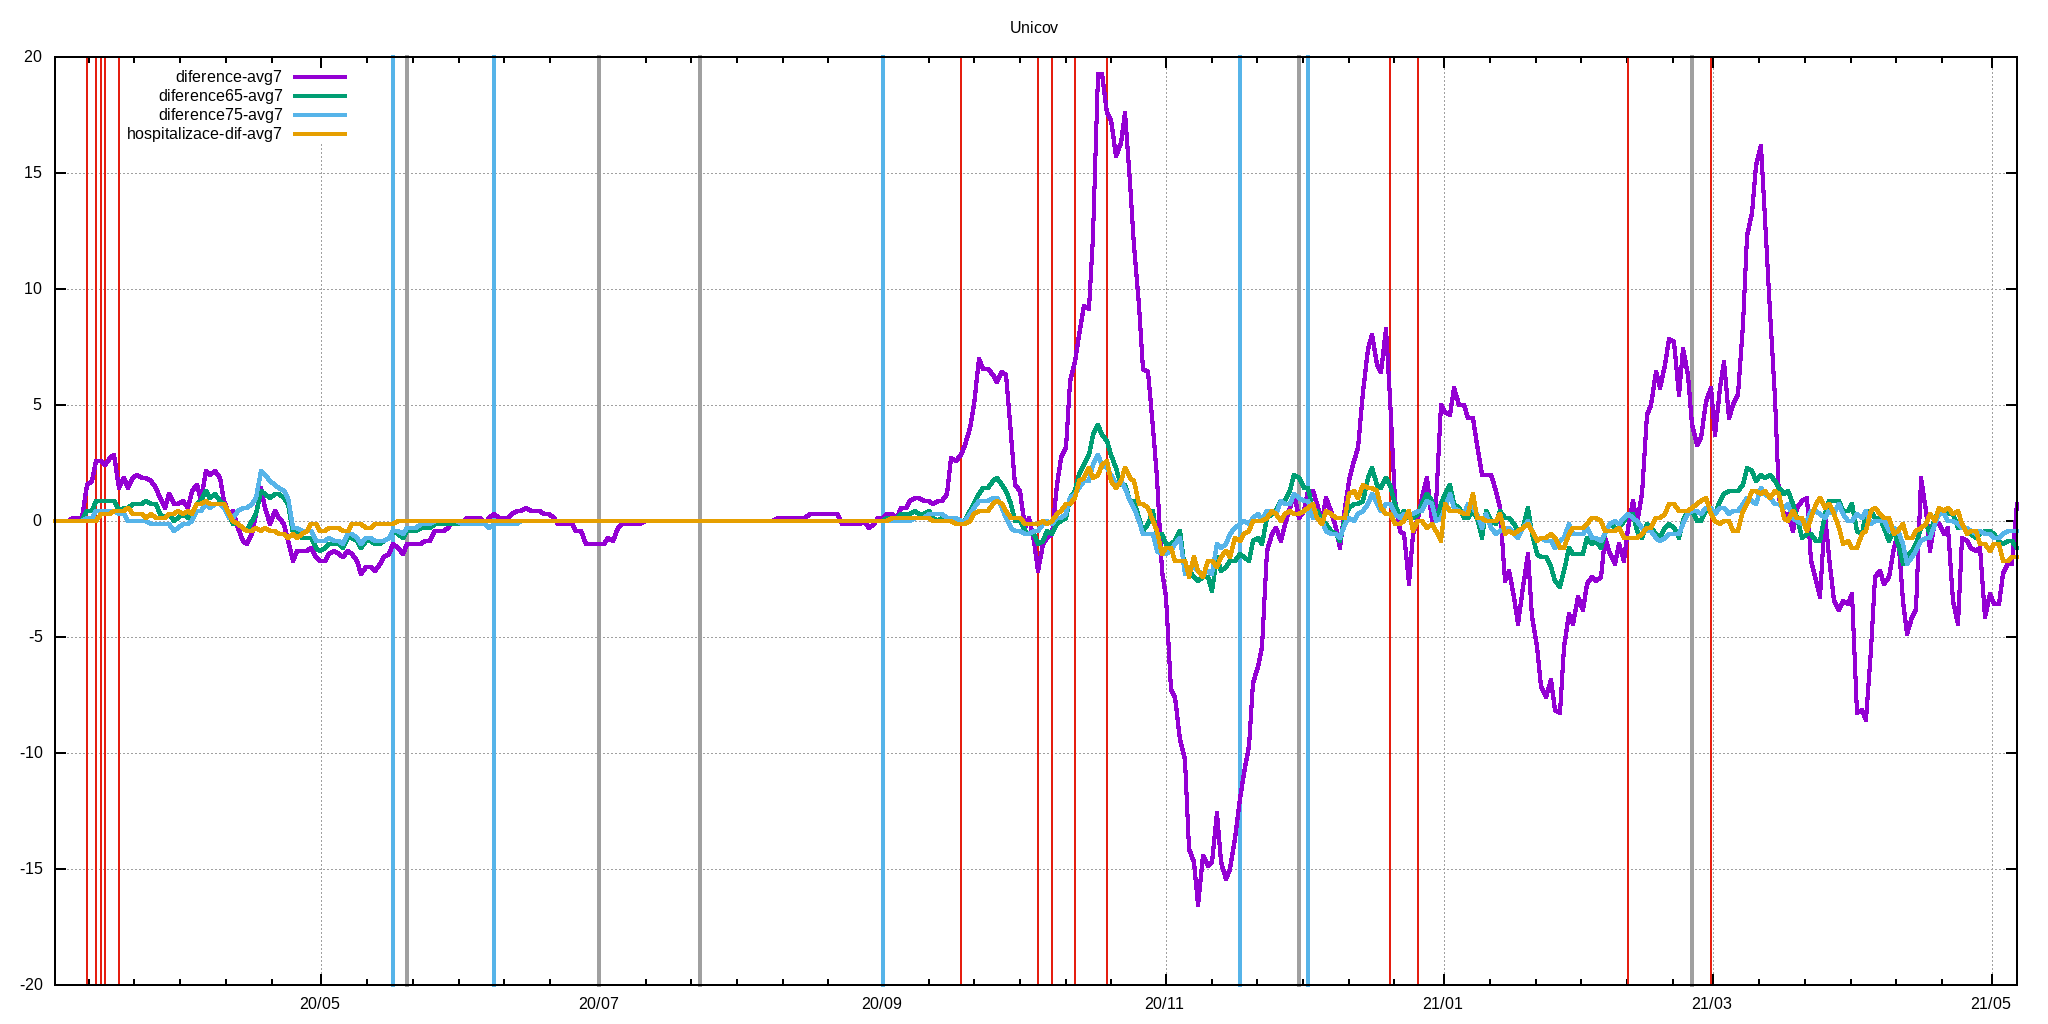 Unicov
diference-avg7
diference65-avg7
diference75-avg7
hospitalizace-dif-avg7
20
15
10
5
0
-5
-10
-15
-20
20/05 20/07 20/09 20/11 21/01 21/03 21/05